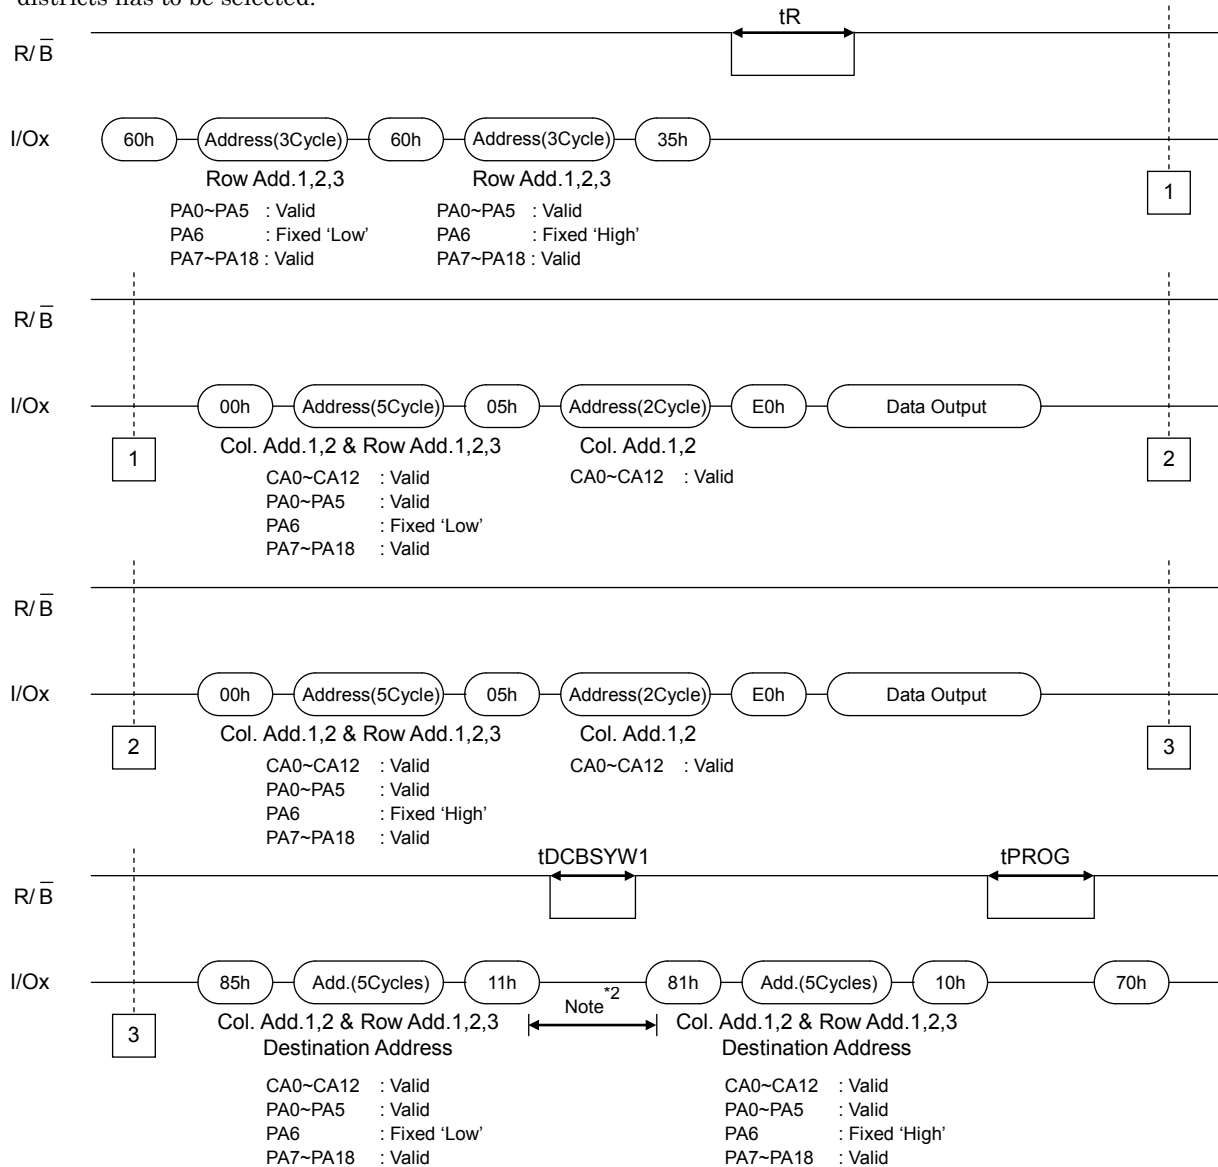 districts has to be selected.
tR
R/B
I/Ox
60h Address(3Cycle) 60h Address(3Cycle) 35h
Row Add.1,2,3 Row Add.1,2,3
1
PA0~PA5 : Valid PA0~PA5 : Valid
PA6 : Fixed ‘Low’ PA6 : Fixed ‘High’
PA7~PA18 : Valid PA7~PA18 : Valid
R/B
I/Ox
00h Address(5Cycle) 05h Address(2Cycle) E0h Data Output
1
Col. Add.1,2 & Row Add.1,2,3 Col. Add.1,2
2
CA0~CA12 : Valid CA0~CA12 : Valid
PA0~PA5 : Valid
PA6 : Fixed ‘Low’
PA7~PA18 : Valid
R/B
I/Ox
00h Address(5Cycle) 05h Address(2Cycle) E0h Data Output
2
Col. Add.1,2 & Row Add.1,2,3 Col. Add.1,2
3
CA0~CA12 : Valid CA0~CA12 : Valid
PA0~PA5 : Valid
PA6 : Fixed ‘High’
PA7~PA18 : Valid
tDCBSYW1 tPROG
R/B
I/Ox
85h Add.(5Cycles) 11h Note*2 81h Add.(5Cycles) 10h 70h
3
Col. Add.1,2 & Row Add.1,2,3 Col. Add.1,2 & Row Add.1,2,3
Destination Address Destination Address
CA0~CA12 : Valid CA0~CA12 : Valid
PA0~PA5 : Valid PA0~PA5 : Valid
PA6 : Fixed ‘Low’ PA6 : Fixed ‘High’
PA7~PA18 : Valid PA7~PA18 : Valid